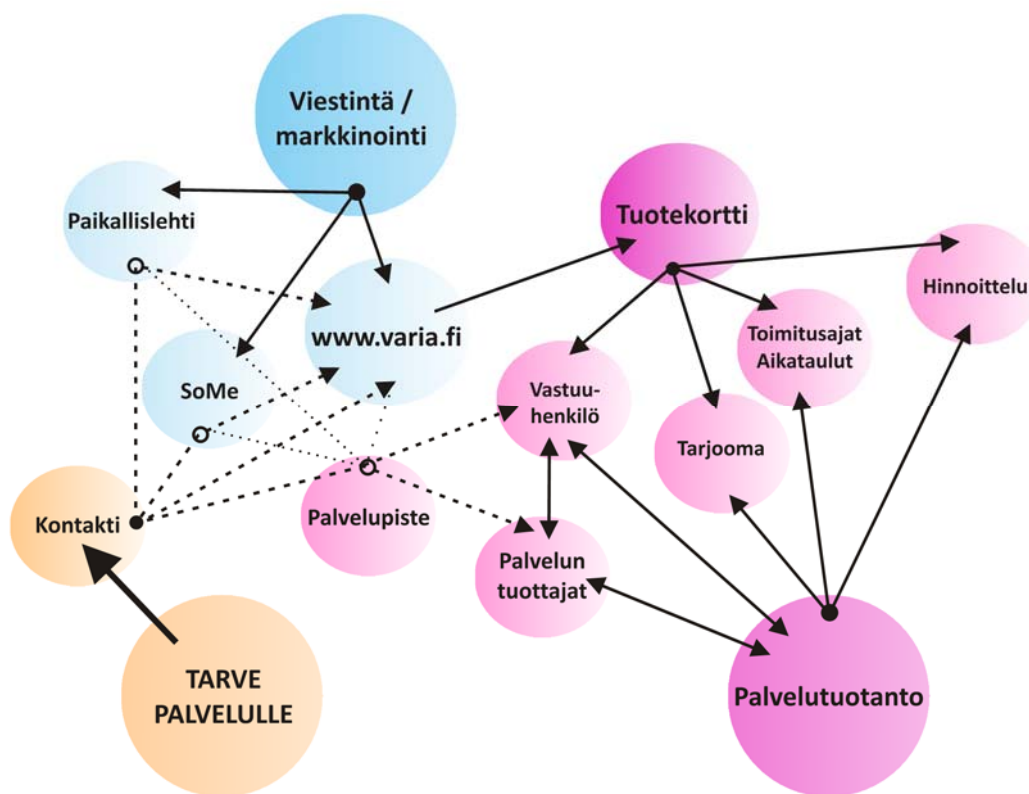 Viestintä /
markkinointi
Paikallislehti
Tuotekortti
Hinnoittelu
www.varia.fi
Toimitusajat
Aikataulut
SoMe
Vastuu-
henkilö
Tarjooma
Kontakti
Palvelupiste
Palvelun
tuottajat
TARVE
PALVELULLE
Palvelutuotanto